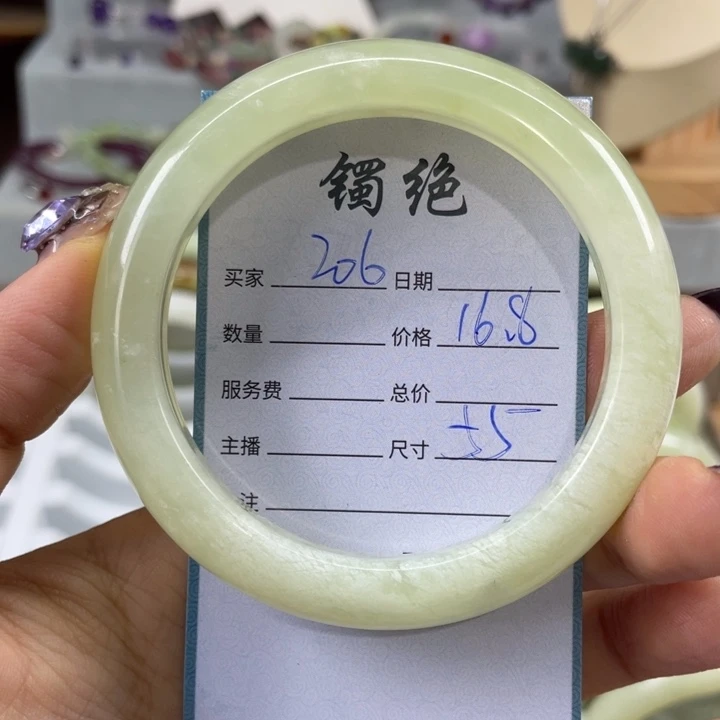 镯绝
买家 206 日期
数量 价格 16.8
服务费 总价
主播 尺寸 55
注